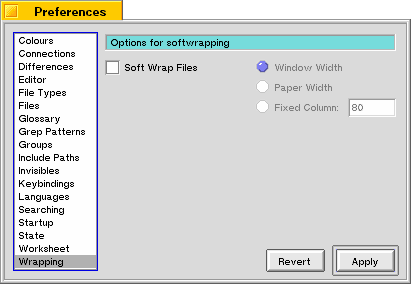 Preferences
Colours
Connections
Differences
Editor
File Types
Files
Glossary
Grep Patterns
Groups
Include Paths
Invisibles
Keybindings
Languages
Searching
Startup
State
Worksheet
Wrapping
Options for softwrapping
Soft Wrap Files
Window Width
Paper Width
Fixed Column: 80
Revert Apply